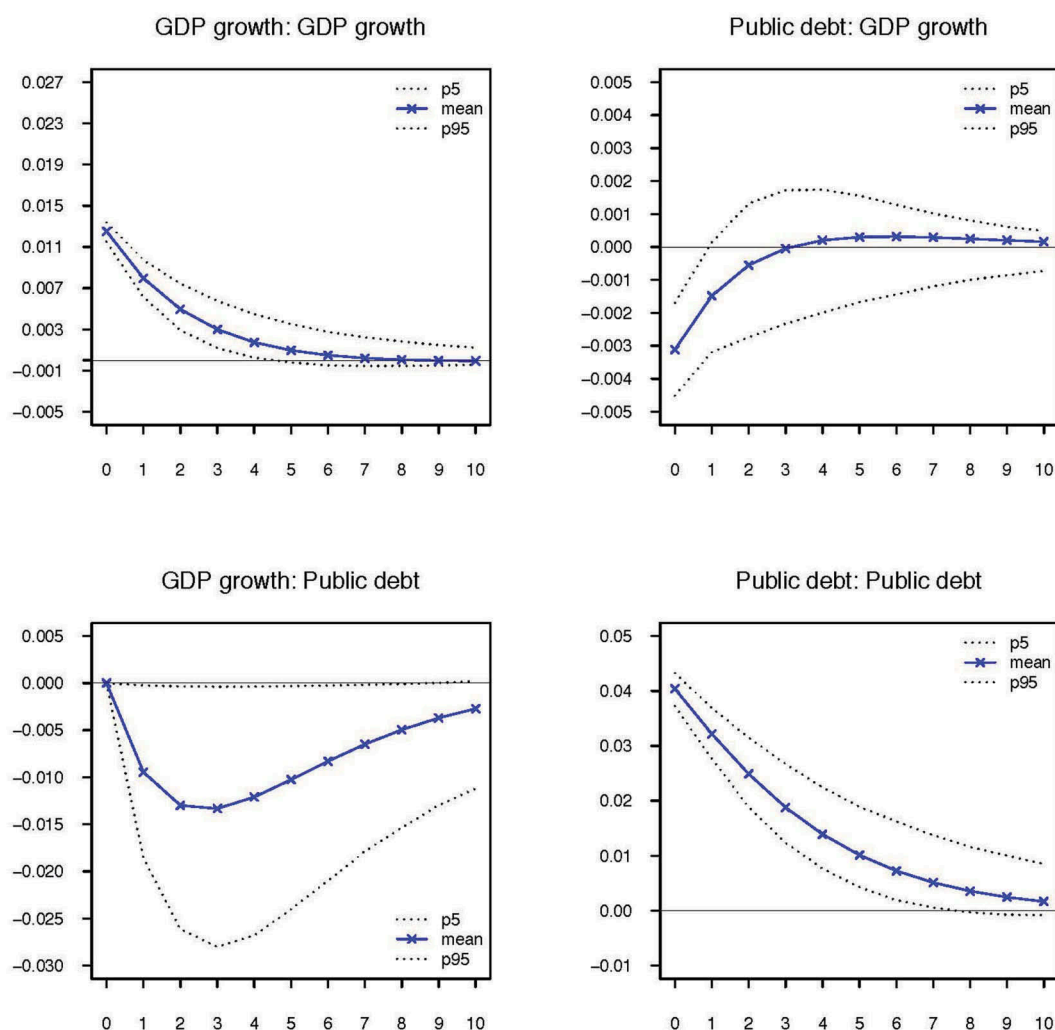 GDP growth: GDP growth
0.027
0.023
0.019
0.015
0.011
0.007
0.003
−0.001
−0.005
p5
mean
p95
0 1 2 3 4 5 6 7 8 9 10
Public debt: GDP growth
0.005
0.004
0.003
0.002
0.001
0.000
−0.001
−0.002
−0.003
−0.004
−0.005
p5
mean
p95
0 1 2 3 4 5 6 7 8 9 10
GDP growth: Public debt
0.005
0.000
−0.005
−0.010
−0.015
−0.020
−0.025
−0.030
p5
mean
p95
0 1 2 3 4 5 6 7 8 9 10
Public debt: Public debt
0.05
0.04
0.03
0.02
0.01
0.00
−0.01
p5
mean
p95
0 1 2 3 4 5 6 7 8 9 10